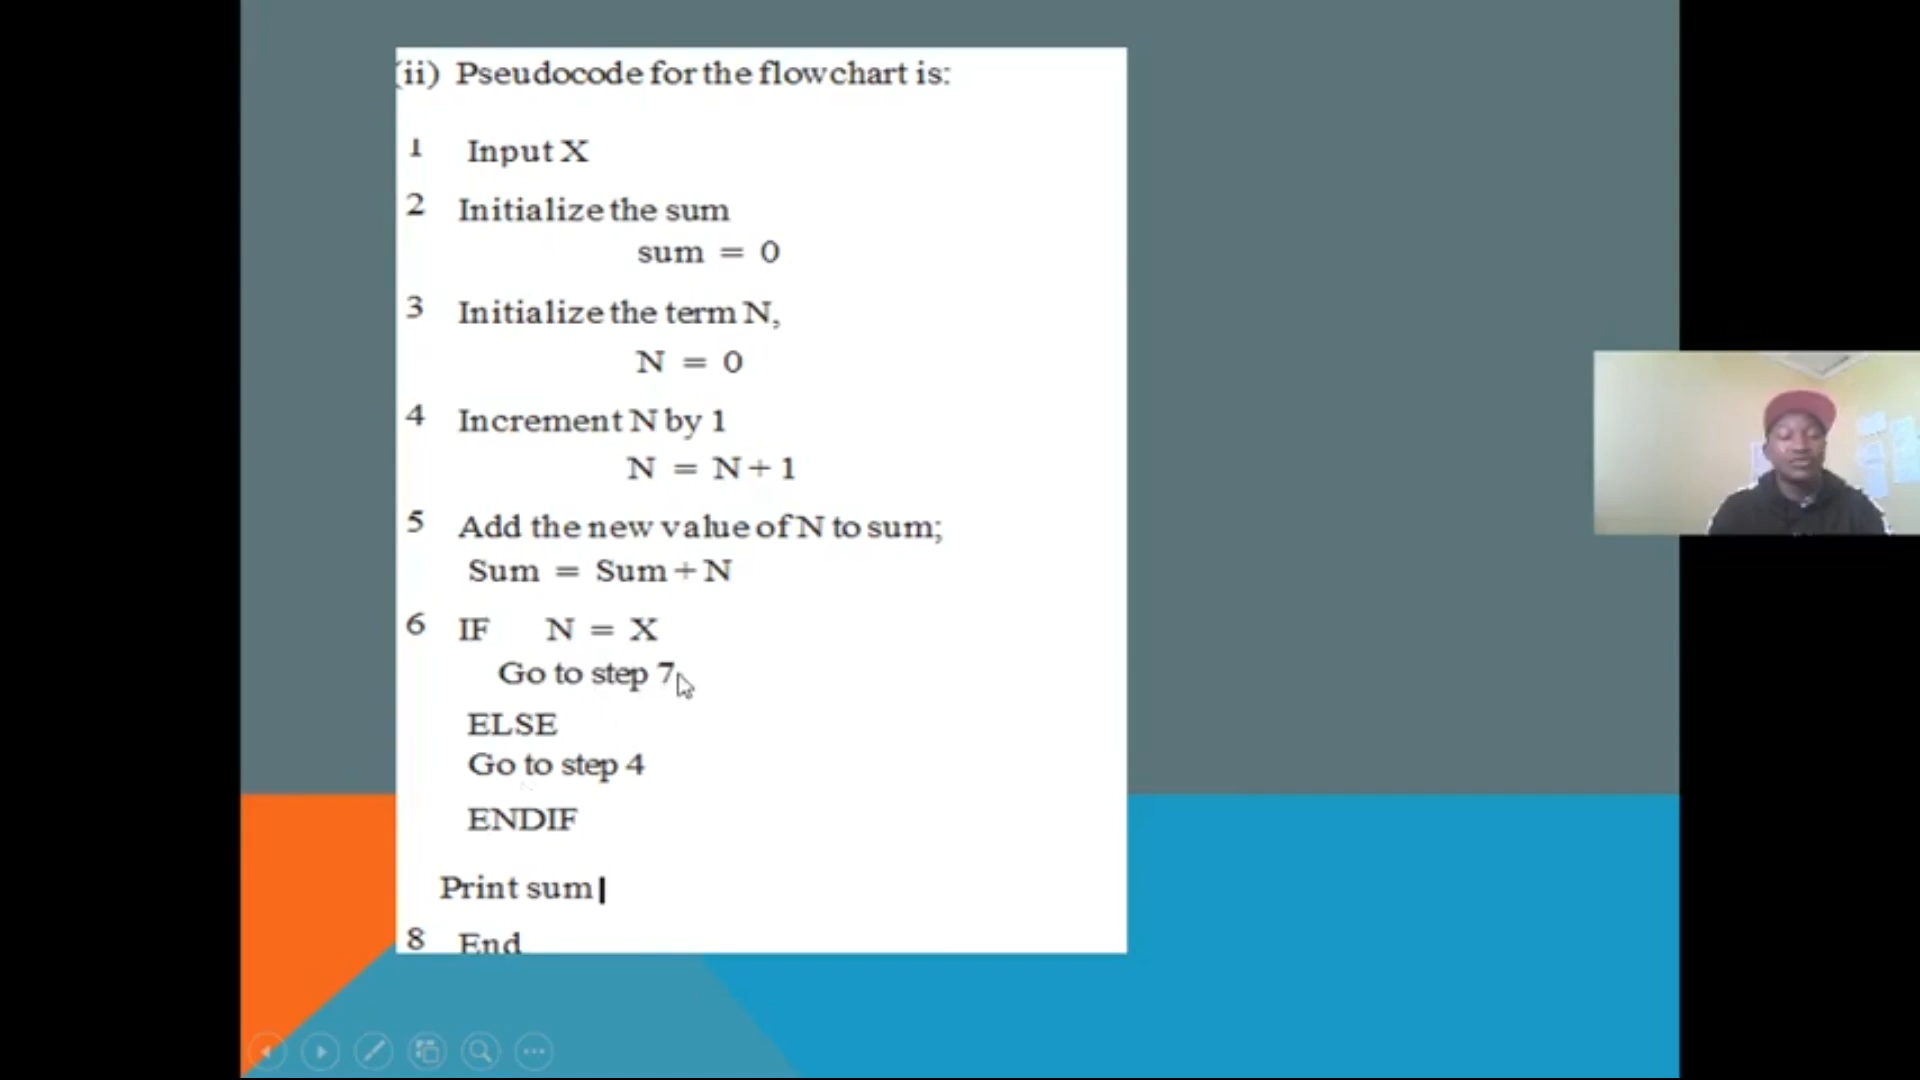 (ii) Pseudocode for the flowchart is:
1 Input X
2 Initialize the sum
sum = 0
3 Initialize the term N,
N = 0
4 Increment N by 1
N = N+1
5 Add the new value of N to sum;
Sum = Sum+N
6 IF N = X
Go to step 7
ELSE
Go to step 4
ENDIF
Print sum
8 End